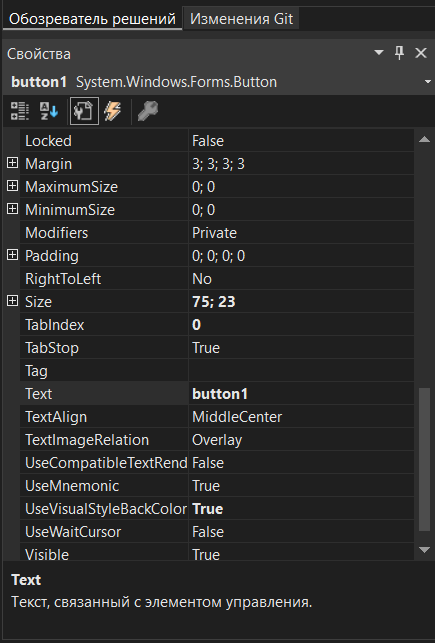 Обозреватель решений Изменения Git
Свойства
button1 System.Windows.Forms.Button
Locked False
Margin 3; 3; 3; 3
MaximumSize 0; 0
MinimumSize 0; 0
Modifiers Private
Padding 0; 0; 0; 0
RightToLeft No
Size 75; 23
TabIndex 0
TabStop True
Tag
Text button1
TextAlign MiddleCenter
TextImageRelation Overlay
UseCompatibleTextRend False
UseMnemonic True
UseVisualStyleBackColor True
UseWaitCursor False
Visible True
Text
Текст, связанный с элементом управления.